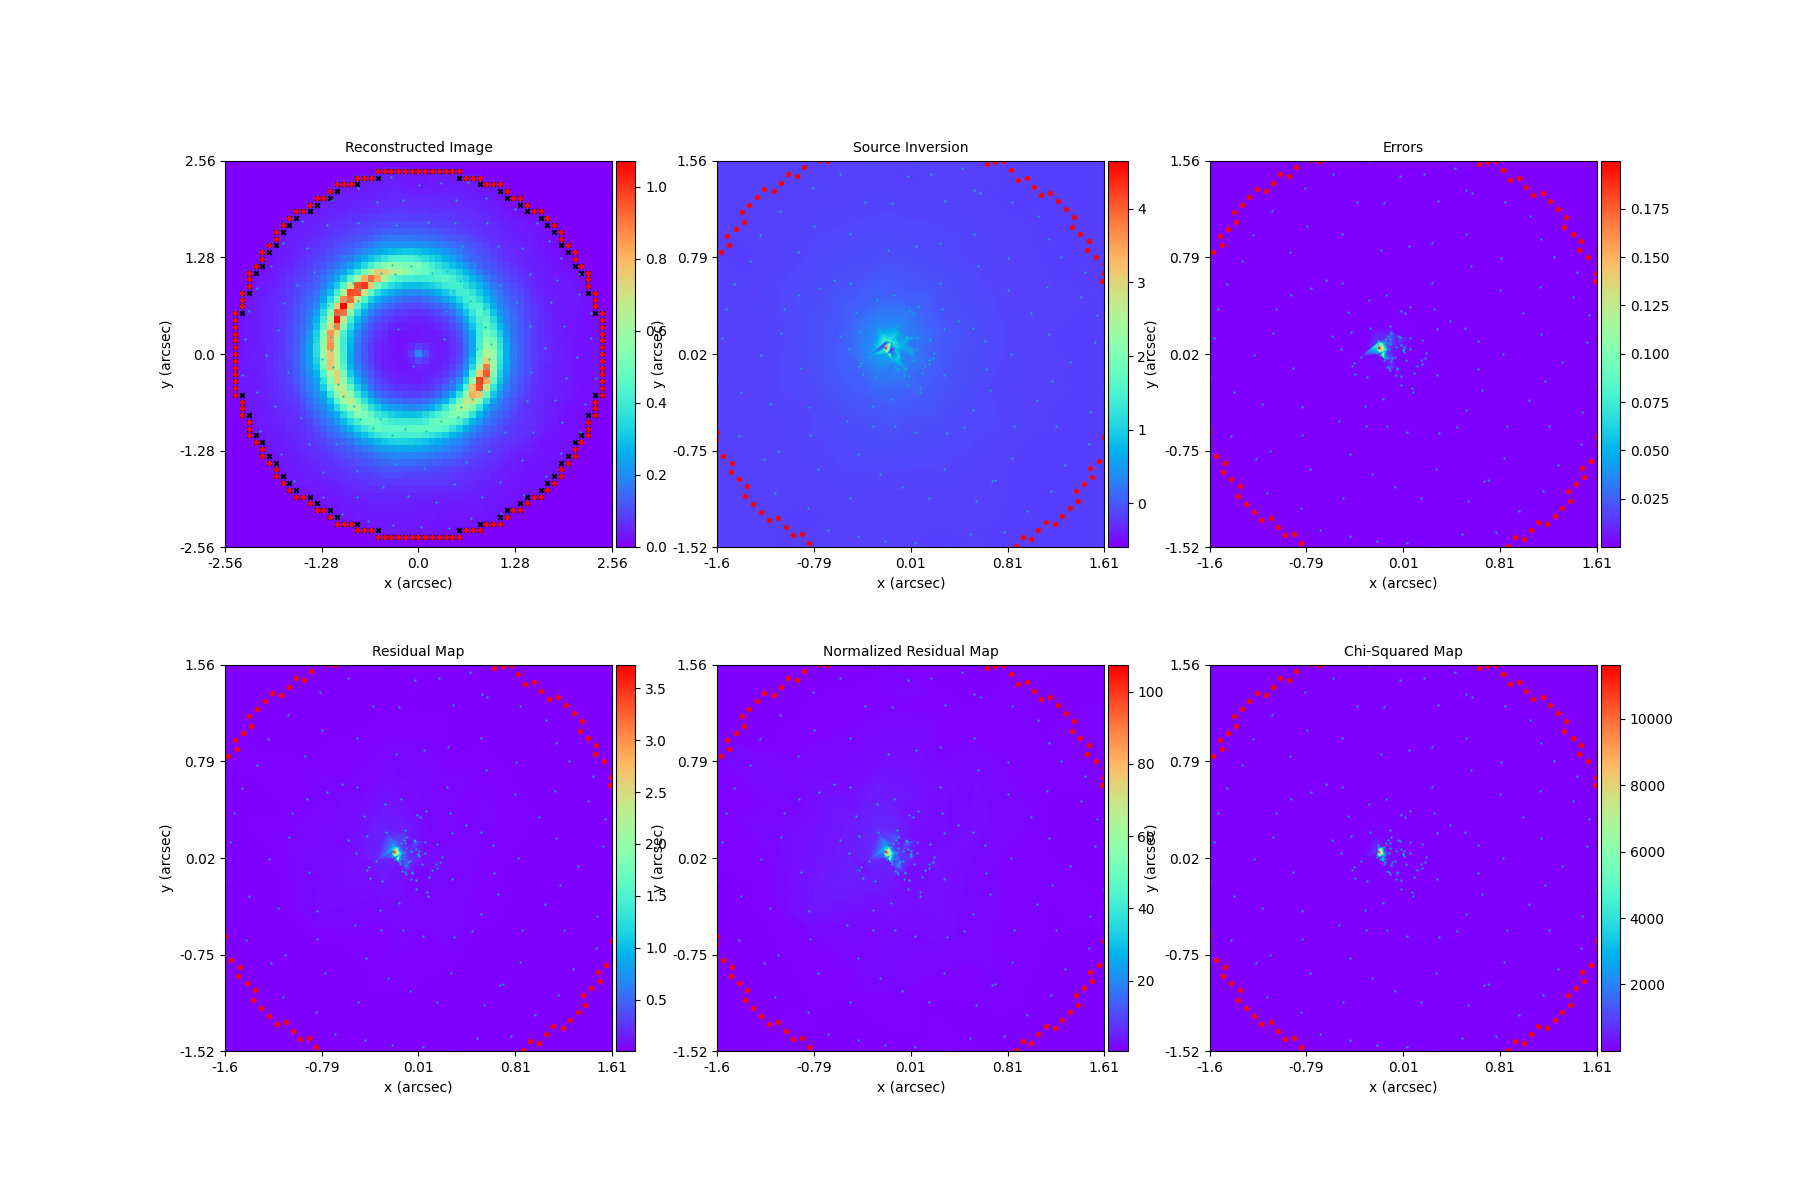 Reconstructed Image
2.56
1.28
0.0
-1.28
-2.56
y (arcsec)
-2.56 -1.28 0.0 1.28 2.56
x (arcsec)
1.0
0.8
0.6
0.4
0.2
0.0
Source Inversion
1.56
0.79
0.02
-0.75
-1.52
y (arcsec)
-1.6 -0.79 0.01 0.81 1.61
x (arcsec)
4
3
2
1
0
Errors
1.56
0.79
0.02
-0.75
-1.52
y (arcsec)
-1.6 -0.79 0.01 0.81 1.61
x (arcsec)
0.175
0.150
0.125
0.100
0.075
0.050
0.025
Residual Map
1.56
0.79
0.02
-0.75
-1.52
y (arcsec)
-1.6 -0.79 0.01 0.81 1.61
x (arcsec)
3.5
3.0
2.5
2.0
1.5
1.0
0.5
Normalized Residual Map
1.56
0.79
0.02
-0.75
-1.52
y (arcsec)
-1.6 -0.79 0.01 0.81 1.61
x (arcsec)
100
80
60
40
20
Chi-Squared Map
1.56
0.79
0.02
-0.75
-1.52
y (arcsec)
-1.6 -0.79 0.01 0.81 1.61
x (arcsec)
10000
8000
6000
4000
2000